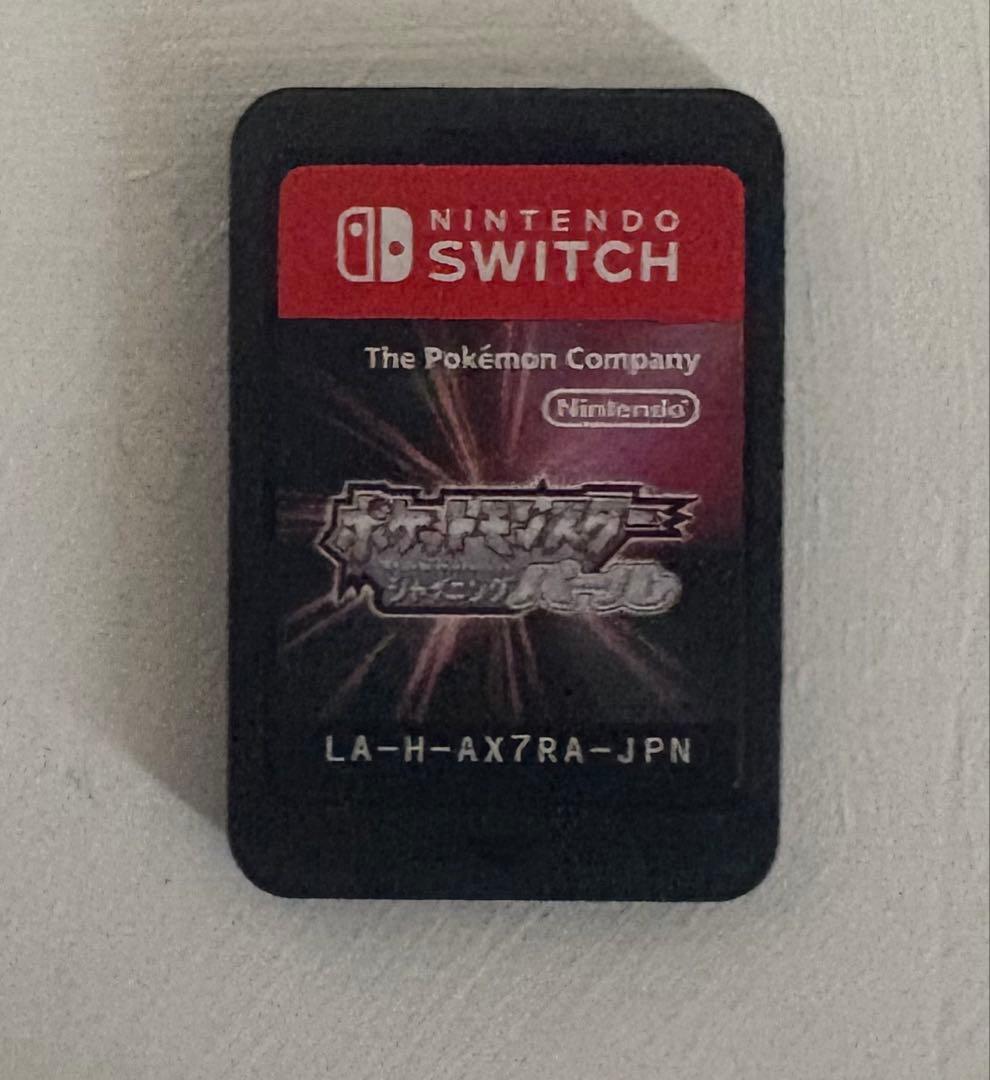 NINTENDO
SWITCH
The Pokémon Company
Nintendo
ポケットモンスター
シャイニングパール
LA-H-AX7RA-JPN